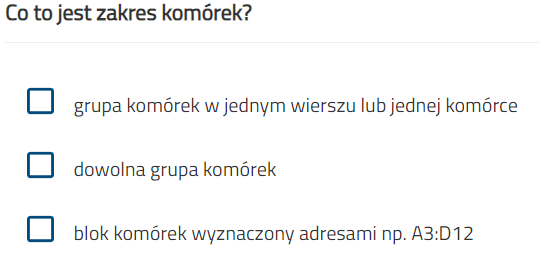 Co to jest zakres komórek?
grupa komórek w jednym wierszu lub jednej komórce
dowolna grupa komórek
blok komórek wyznaczony adresami np. A3:D12